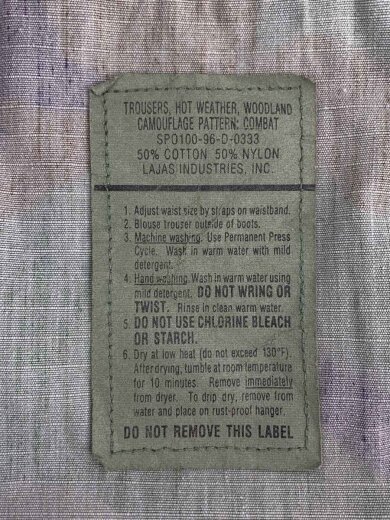 TROUSERS, HOT WEATHER, WOODLAND
CAMOUFLAGE PATTERN: COMBAT
SPO100-96-D-0333
50% COTTON 50% NYLON
LAJAS INDUSTRIES, INC.
1. Adjust waist size by straps on waistband.
2. Blouse trouser outside of boots.
3. Machine washing. Use Permanent Press
Cycle. Wash in warm water with mild
detergent.
4. Hand washing. Wash in warm water using
mild detergent. DO NOT WRING OR
TWIST. Rinse in clean warm water.
5. DO NOT USE CHLORINE BLEACH
OR STARCH.
6. Dry at low heat (do not exceed 130°F).
After drying, tumble at room temperature
for 10 minutes. Remove immediately
from dryer. To drip dry, remove from
water and place on rust-proof hanger.
DO NOT REMOVE THIS LABEL